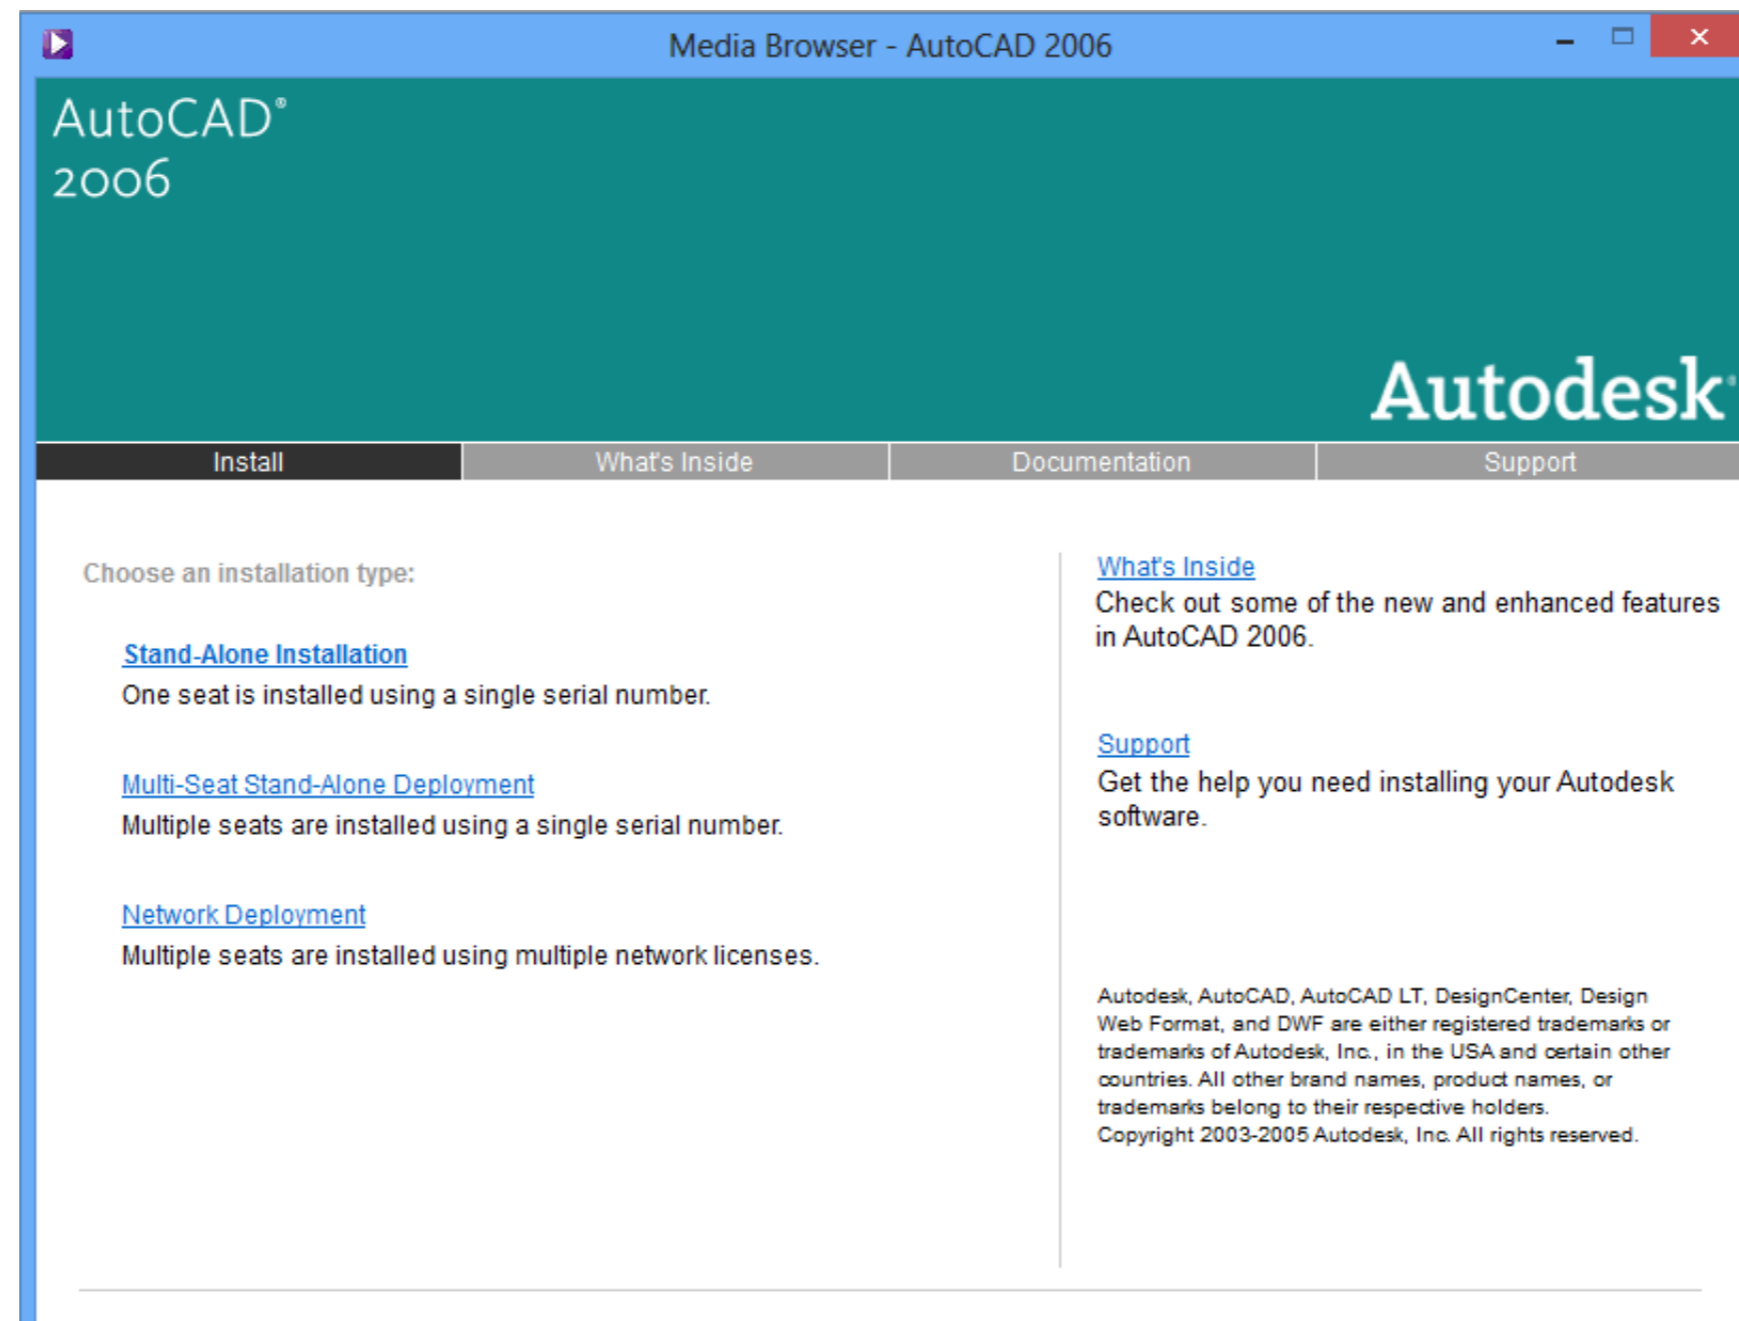 Media Browser - AutoCAD 2006
AutoCAD®
2006
Autodesk®
Install
What's Inside
Documentation
Support
Choose an installation type:
Stand-Alone Installation
One seat is installed using a single serial number.
Multi-Seat Stand-Alone Deployment
Multiple seats are installed using a single serial number.
Network Deployment
Multiple seats are installed using multiple network licenses.
What's Inside
Check out some of the new and enhanced features
in AutoCAD 2006.
Support
Get the help you need installing your Autodesk
software.
Autodesk, AutoCAD, AutoCAD LT, DesignCenter, Design
Web Format, and DWF are either registered trademarks or
trademarks of Autodesk, Inc., in the USA and certain other
countries. All other brand names, product names, or
trademarks belong to their respective holders.
Copyright 2003-2005 Autodesk, Inc. All rights reserved.